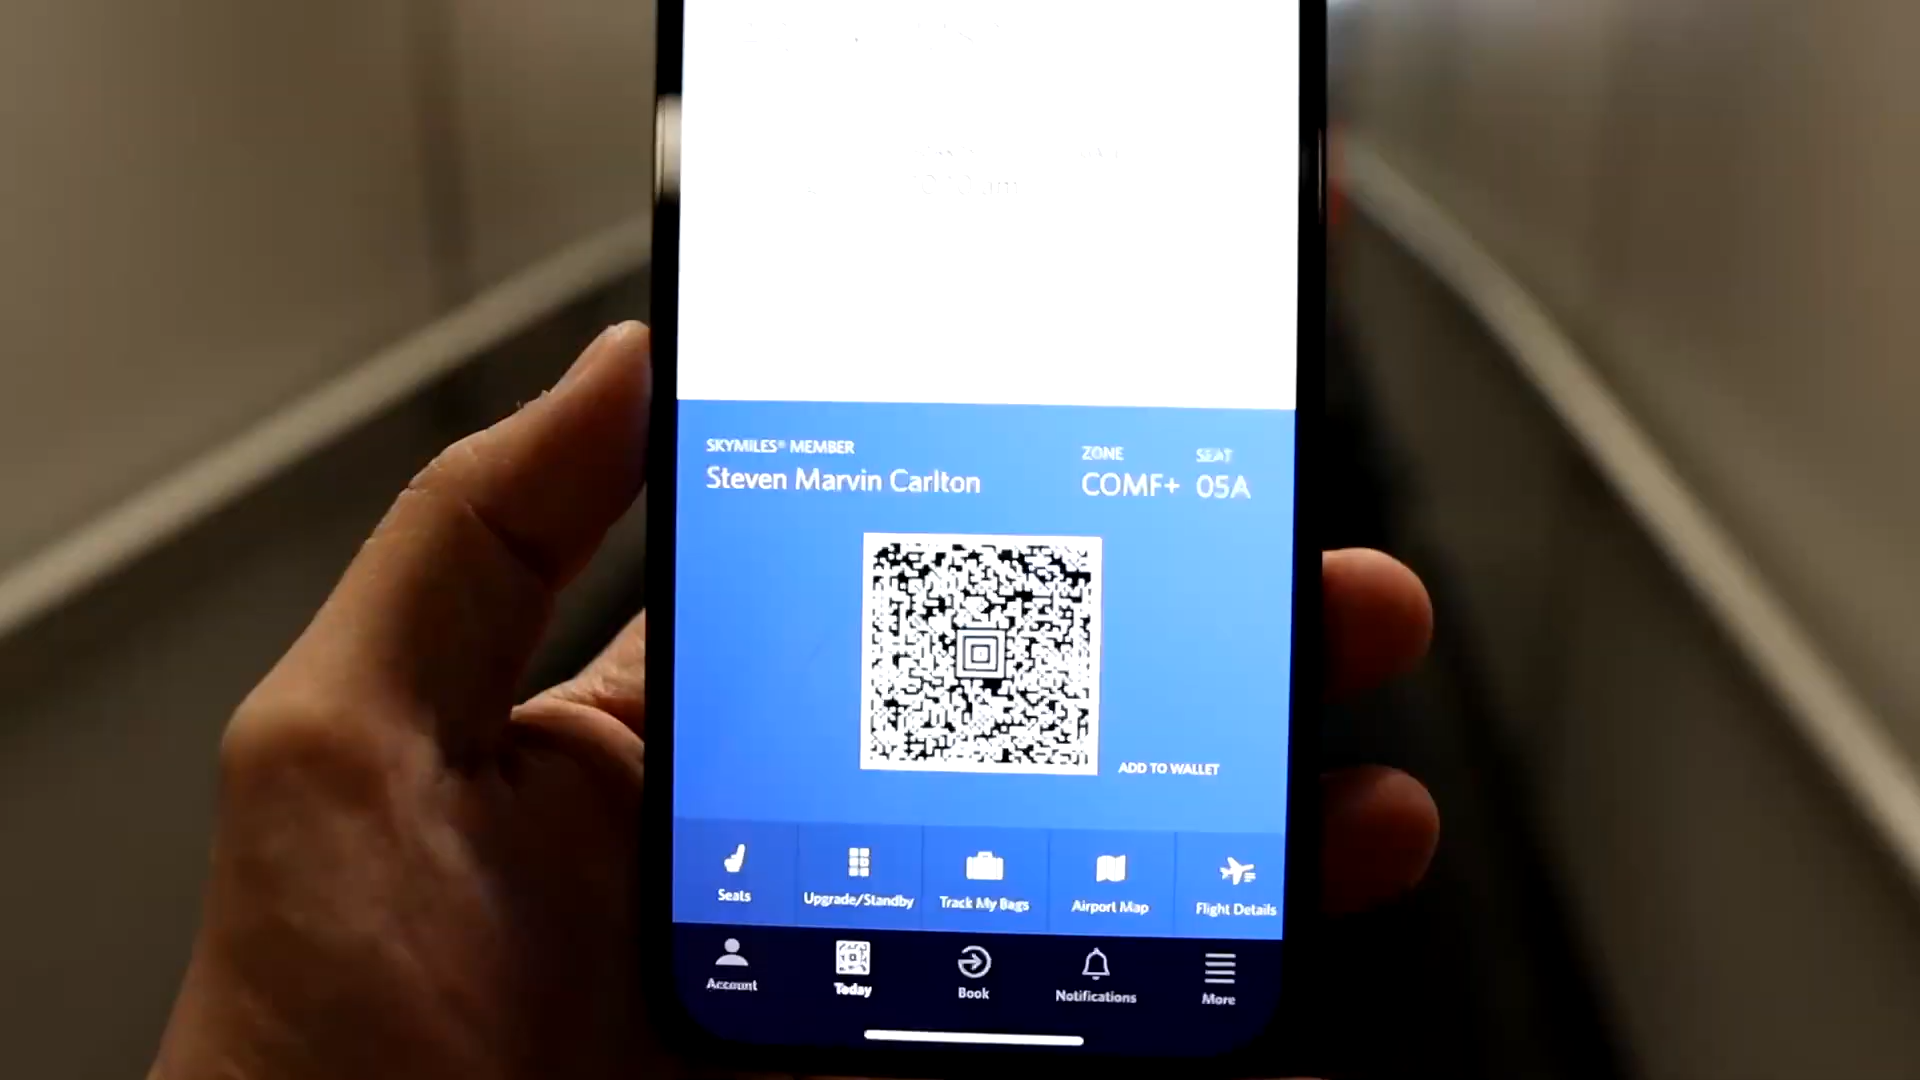 SKYMILES® MEMBER
Steven Marvin Carlton
ZONE
COMF+
SEAT
05A
ADD TO WALLET
Seats
Upgrade/Standby
Track My Bags
Airport Map
Flight Details
Account
Today
Book
Notifications
More